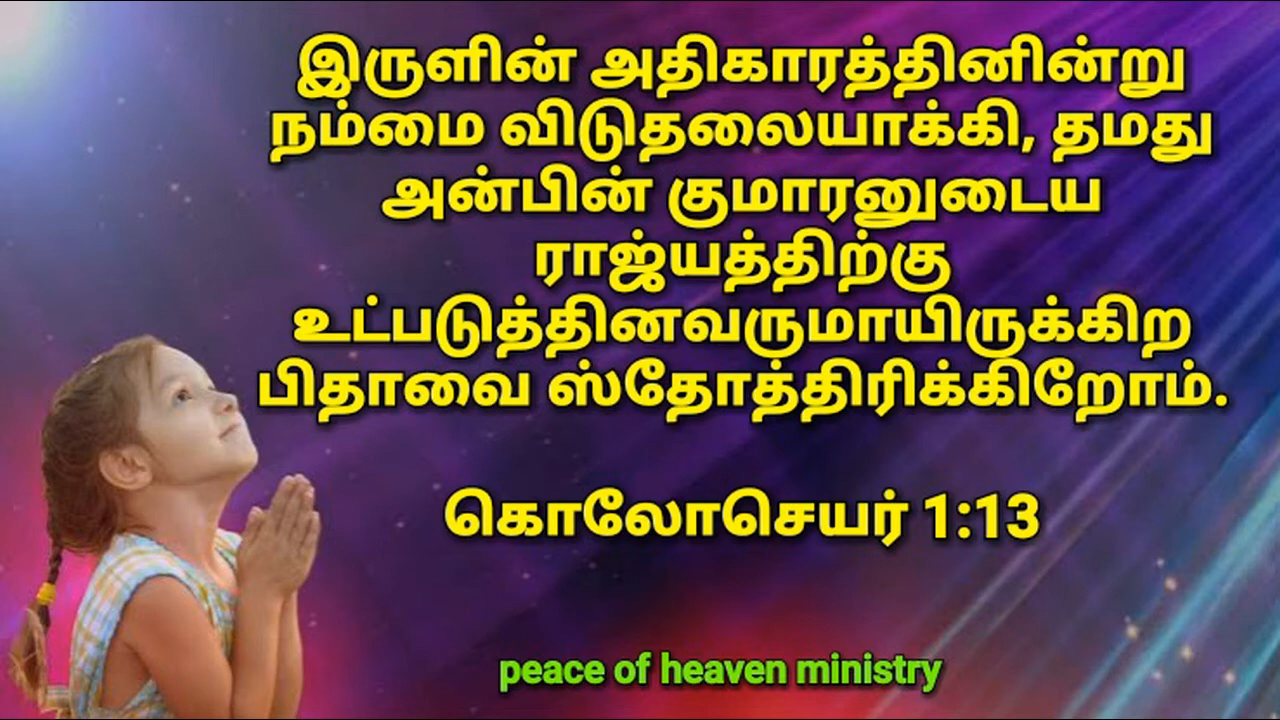 இருளின் அதிகாரத்தினின்று
நம்மை விடுதலையாக்கி, தமது
அன்பின் குமாரனுடைய
ராஜ்யத்திற்கு
உட்படுத்தினவருமாயிருக்கிற
பிதாவை ஸ்தோத்திரிக்கிறோம்.
கொலோசெயர் 1:13
peace of heaven ministry